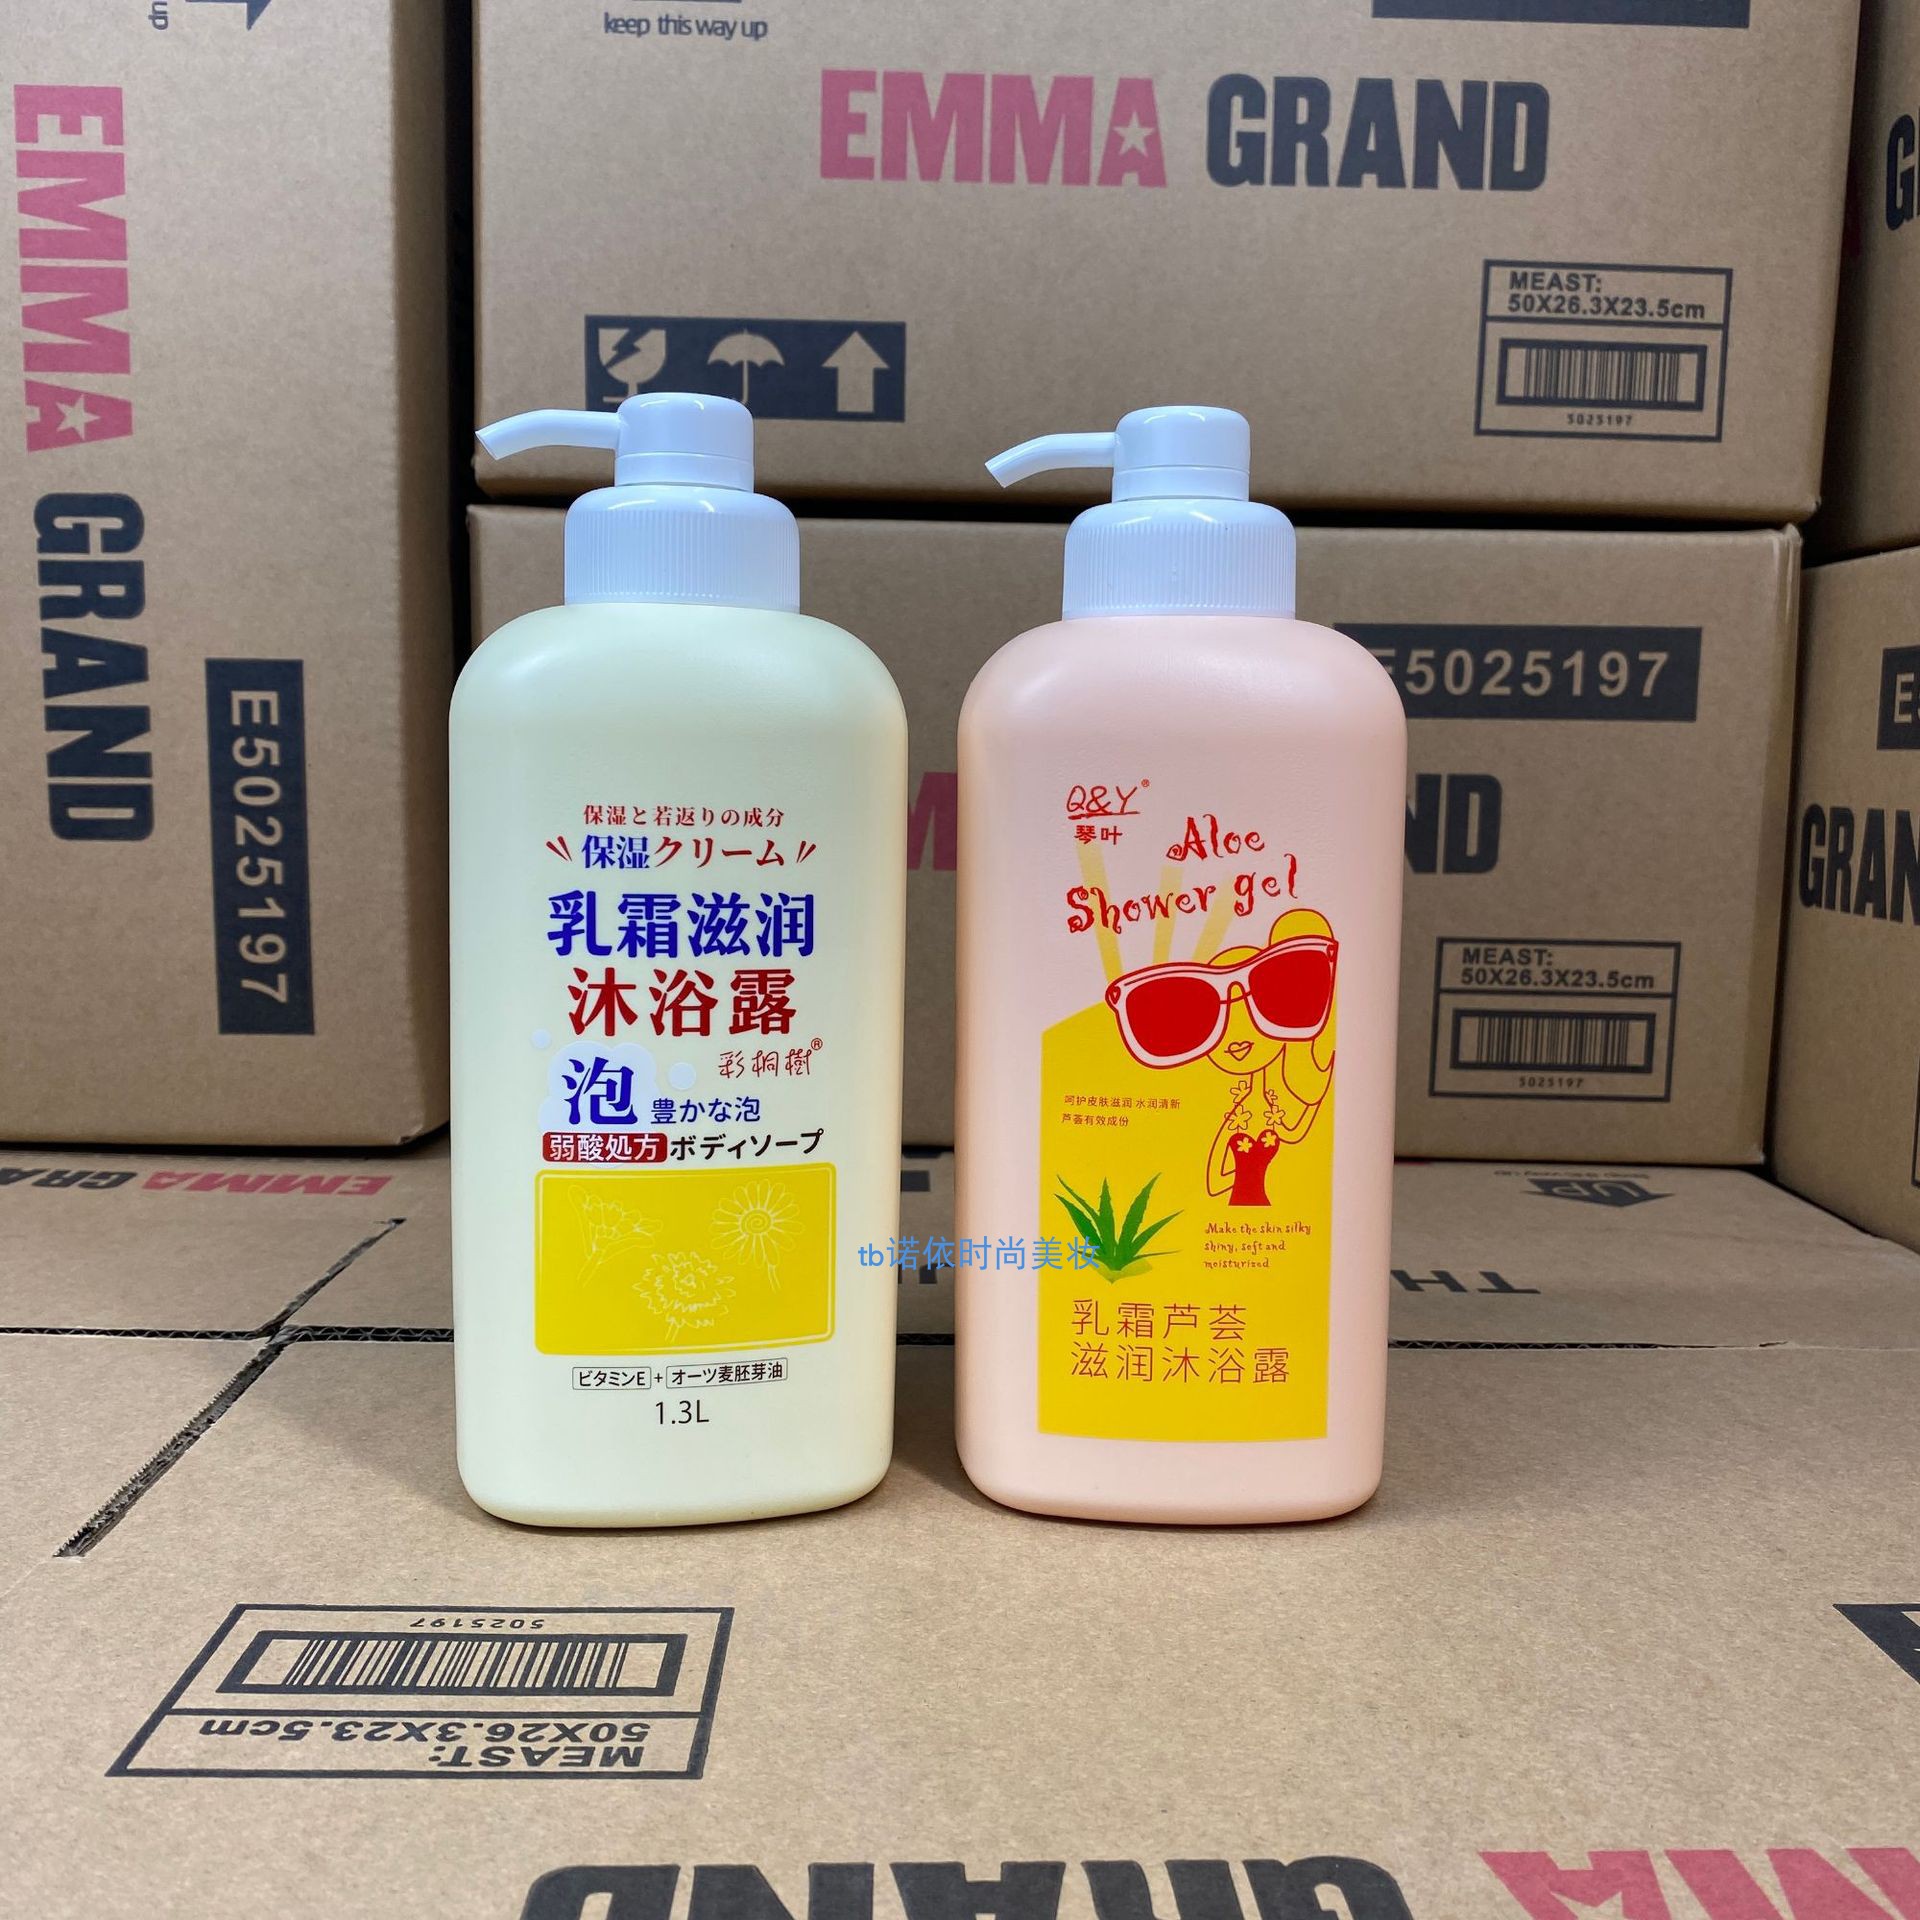 keep this way up
EMMA GRAND
MEAST:
50X26.3X23.5cm
5025197
EMMA GRAND
E5025197
E5025197
GRAND
MEAST:
50X26.3X23.5cm
5025197
保湿と若返りの成分
保湿クリーム
乳霜滋润
沐浴露
彩桐樹®
泡 豊かな泡
弱酸処方 ボディソープ
ビタミンE + オーツ麦胚芽油
1.3L
Q&Y®
琴叶
Aloe
Shower gel
呵护皮肤滋润 水润清新
芦荟有效成份
Make the skin silky
shiny, soft and
moisturized
乳霜芦荟
滋润沐浴露
tb诺依时尚美妆
EMMA GRAND
UP
5025197
50X26.3X23.5cm
MEAST:
GRAND